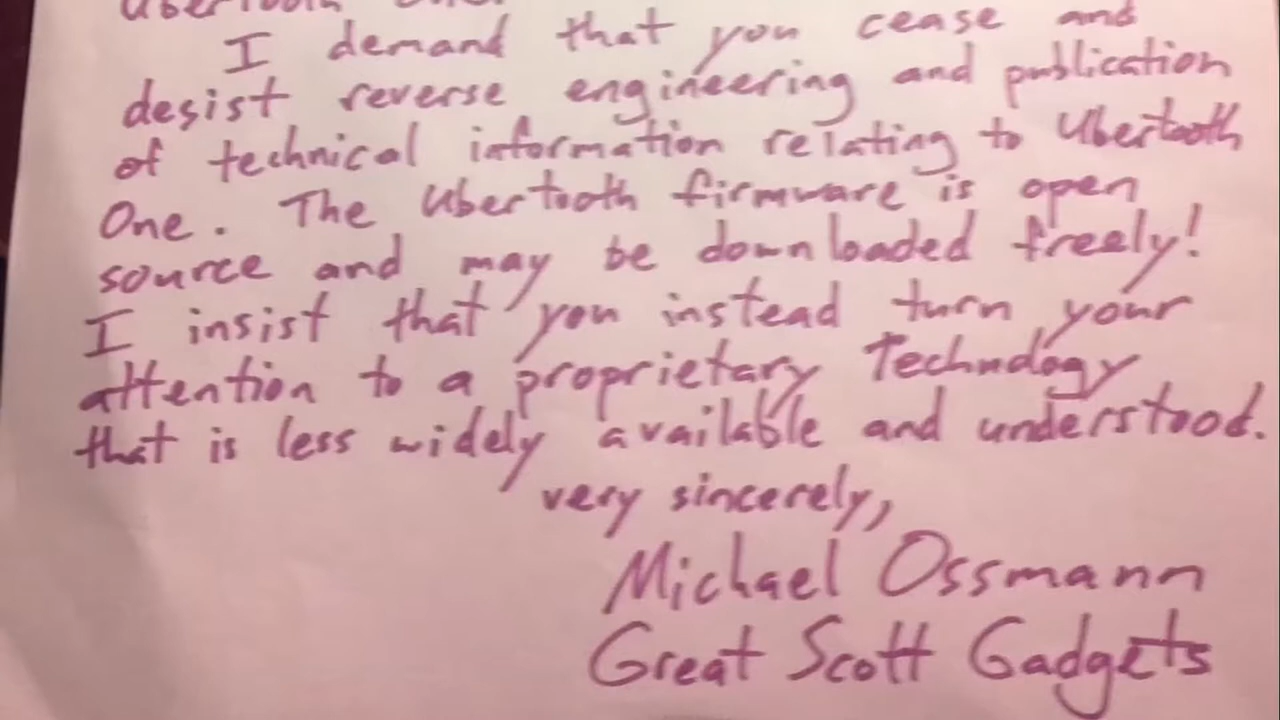 Ubertooth One.
I demand that you cease and
desist reverse engineering and publication
of technical information relating to Ubertooth
One. The Ubertooth firmware is open
source and may be downloaded freely!
I insist that you instead turn your
attention to a proprietary technology
that is less widely available and understood.
very sincerely,
Michael Ossmann
Great Scott Gadgets